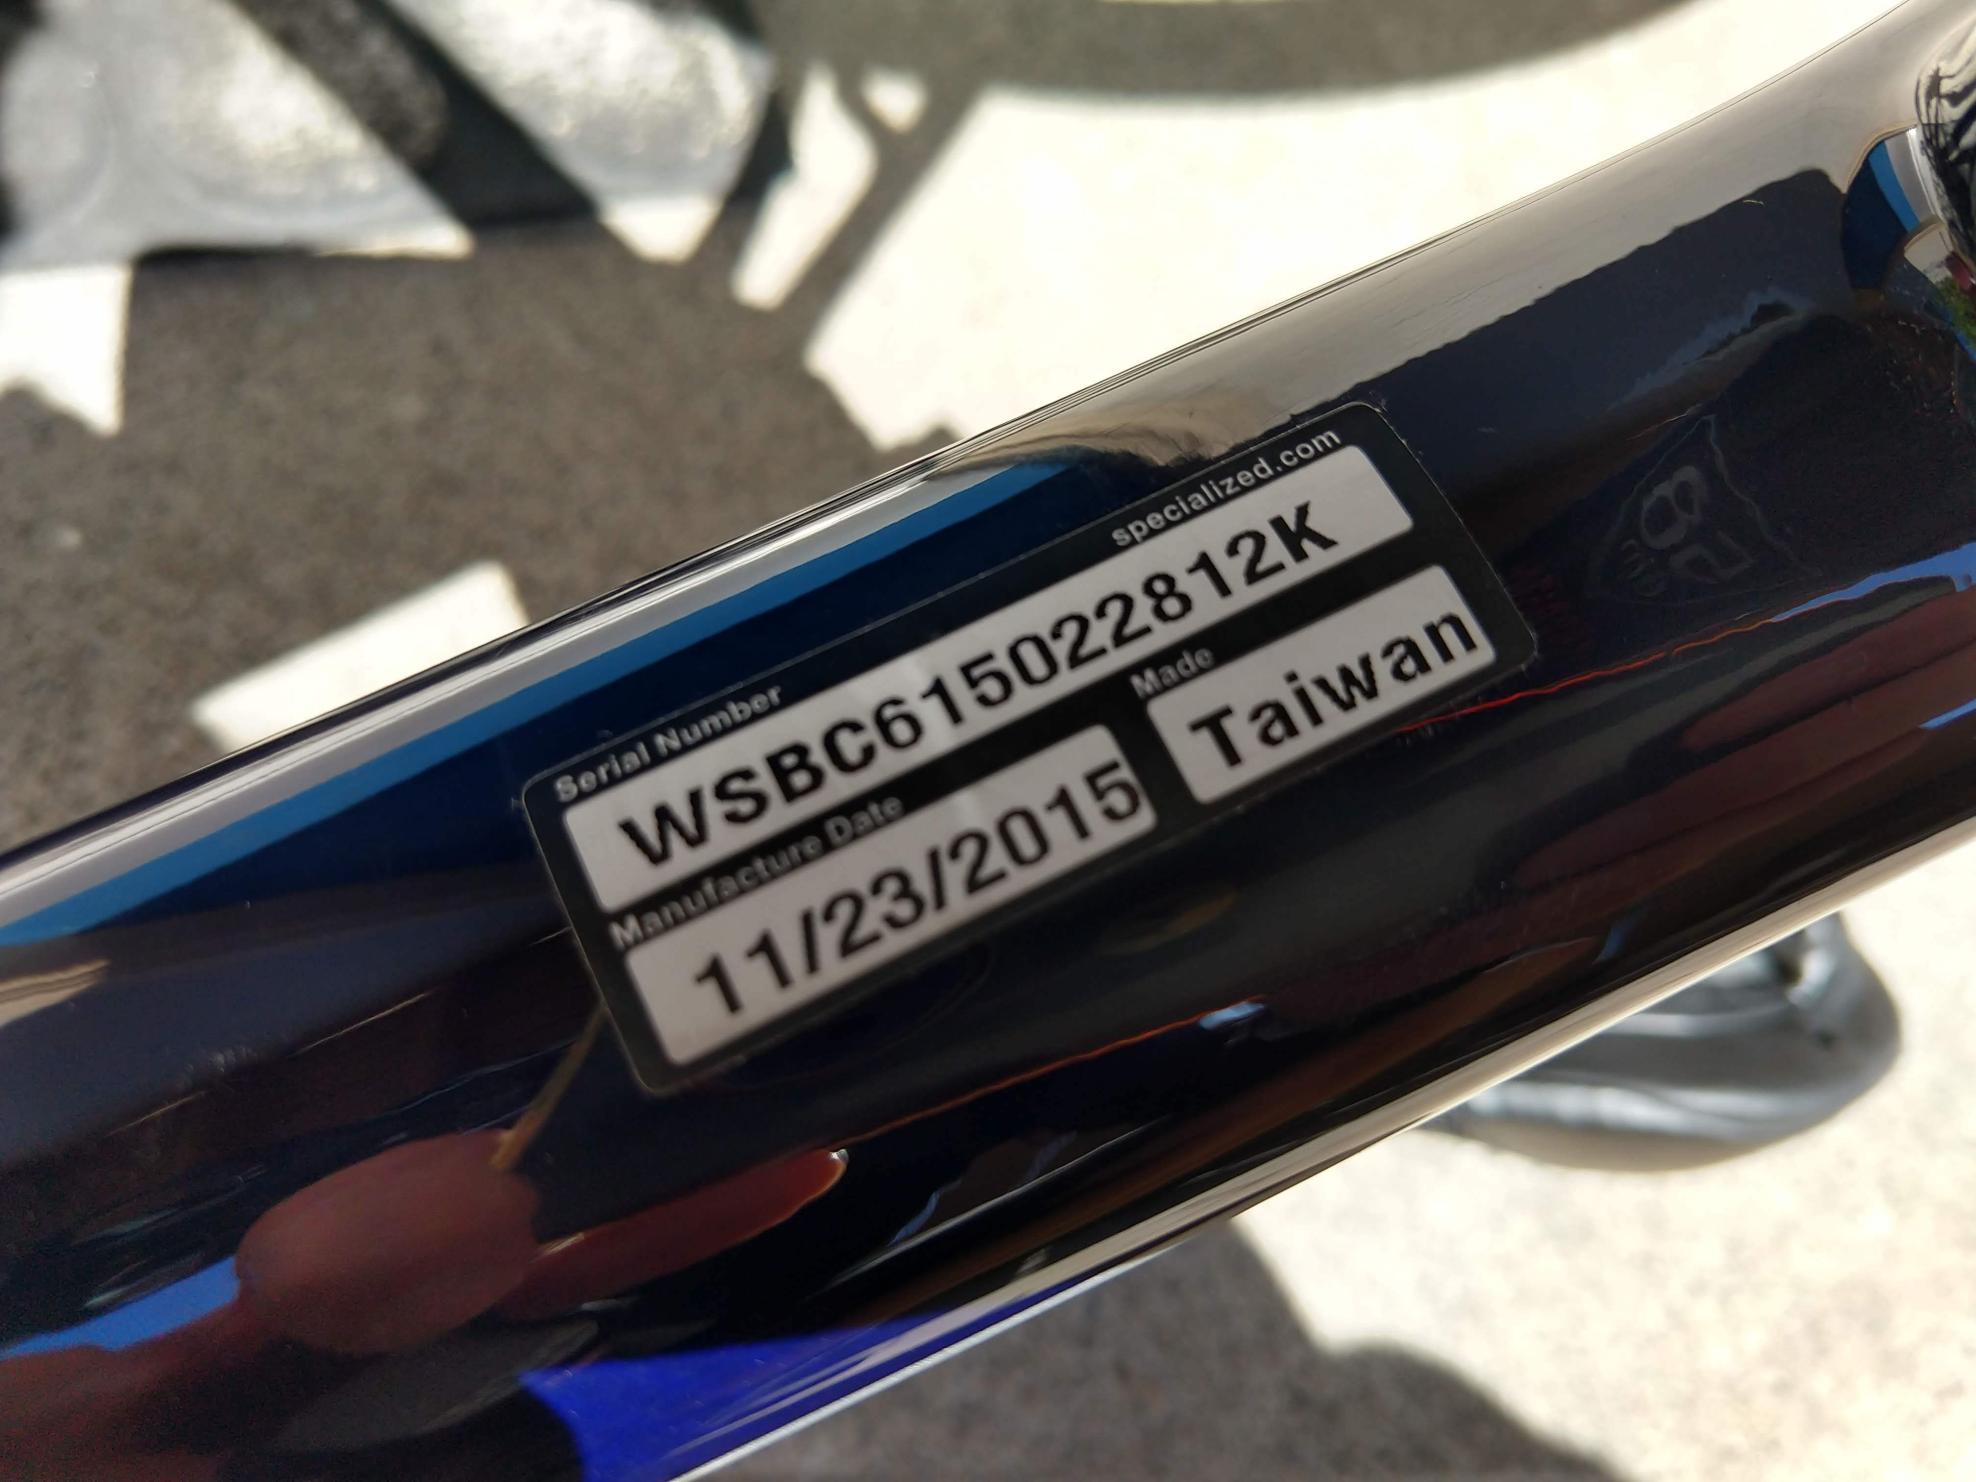 specialized.com
Serial Number
WSBC615022812K
Manufacture Date
Made
11/23/2015
Taiwan